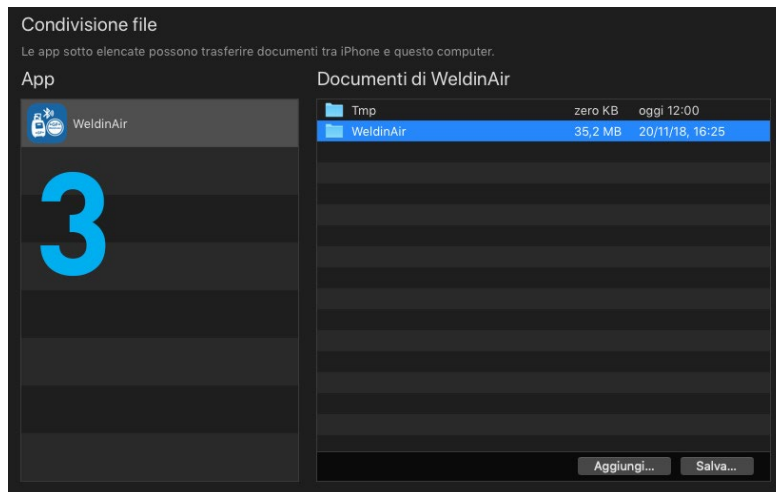 Condivisione file
Le app sotto elencate possono trasferire documenti tra iPhone e questo computer.
App
Documenti di WeldinAir
WeldinAir
Tmp zero KB oggi 12:00
WeldinAir 35,2 MB 20/11/18, 16:25
3
Aggiungi... Salva...